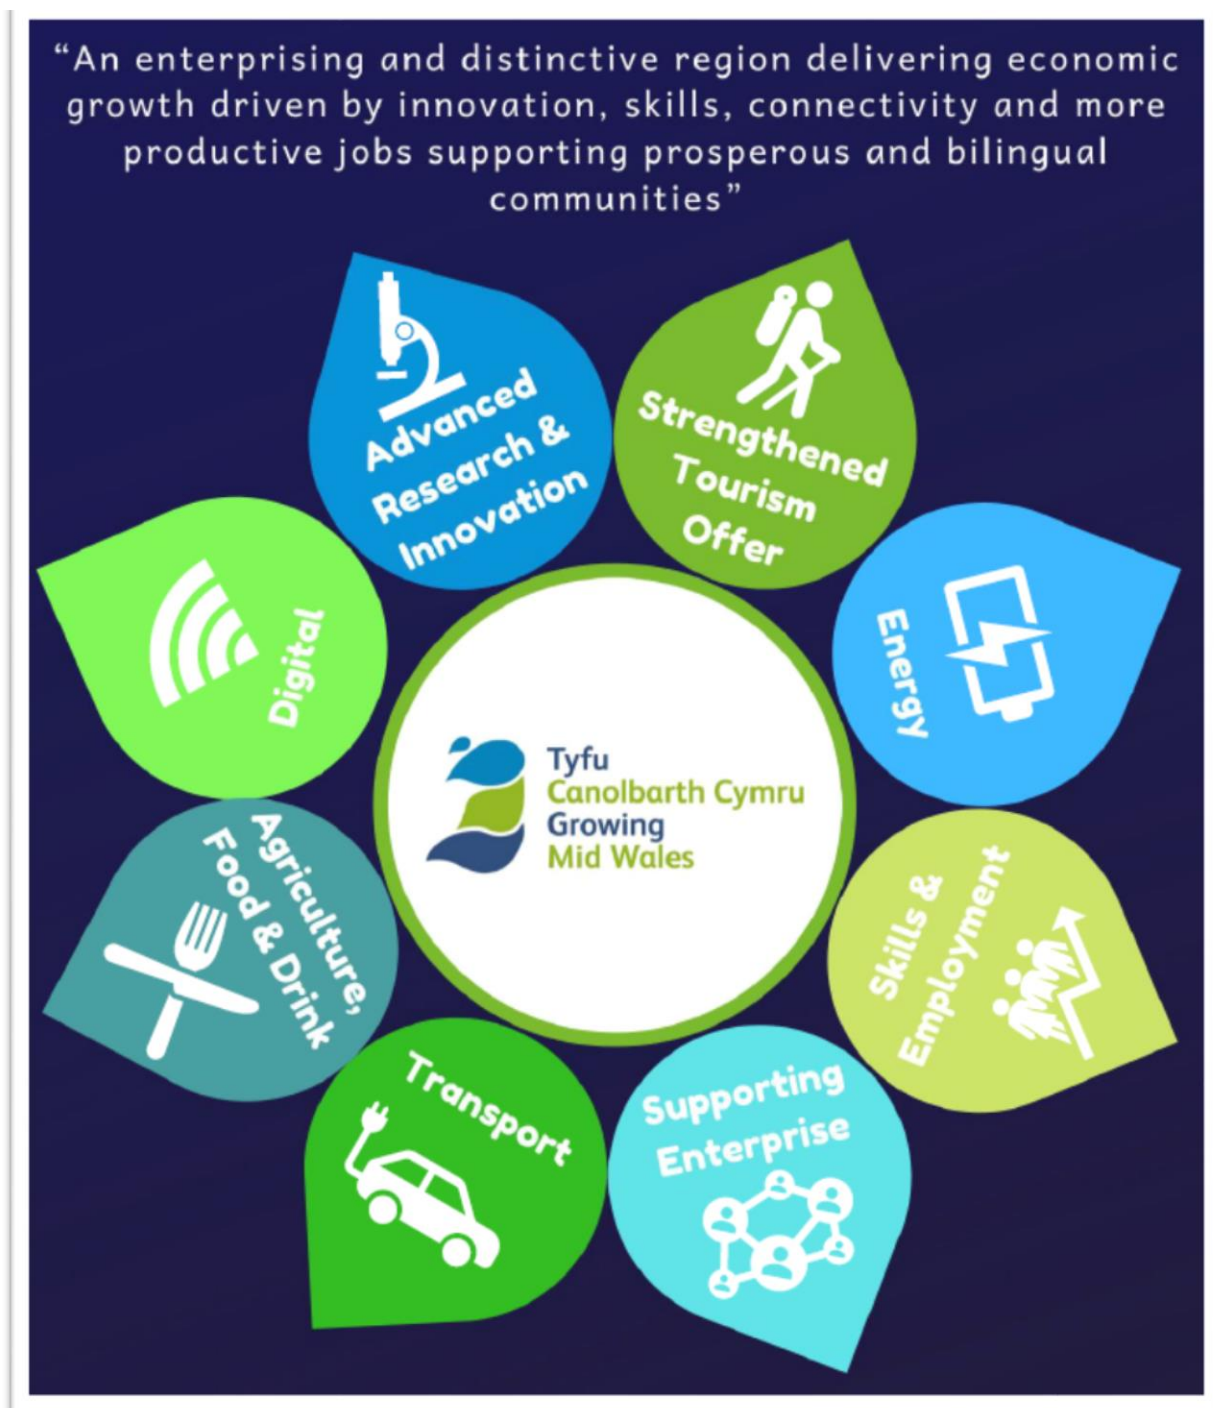 “An enterprising and distinctive region delivering economic
growth driven by innovation, skills, connectivity and more
productive jobs supporting prosperous and bilingual
communities”
Advanced
Research &
Innovation
Strengthened
Tourism
Offer
Digital
Energy
Tyfu
Canolbarth Cymru
Growing
Mid Wales
Agriculture,
Food & Drink
Skills &
Employment
Transport
Supporting
Enterprise